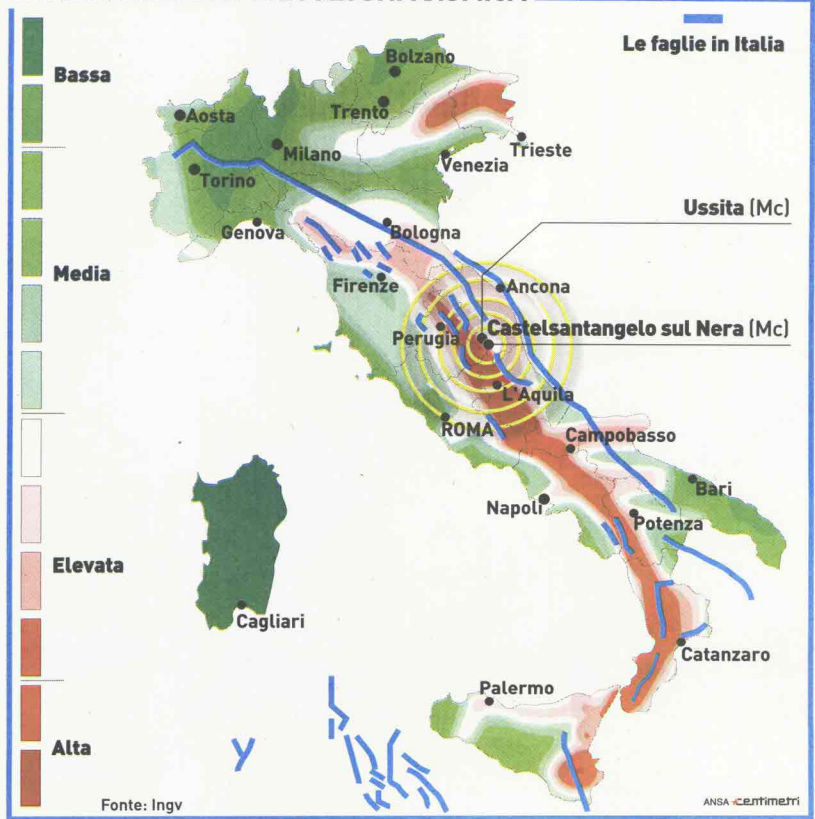 Le faglie in Italia
Bassa
Media
Elevata
Alta
Bolzano
Trento
Aosta
Milano
Venezia
Trieste
Torino
Genova
Bologna
Ussita (Mc)
Firenze
Ancona
Perugia
Castelsantangelo sul Nera (Mc)
L'Aquila
ROMA
Campobasso
Napoli
Bari
Potenza
Cagliari
Catanzaro
Palermo
Fonte: Ingv
ANSA centimetri